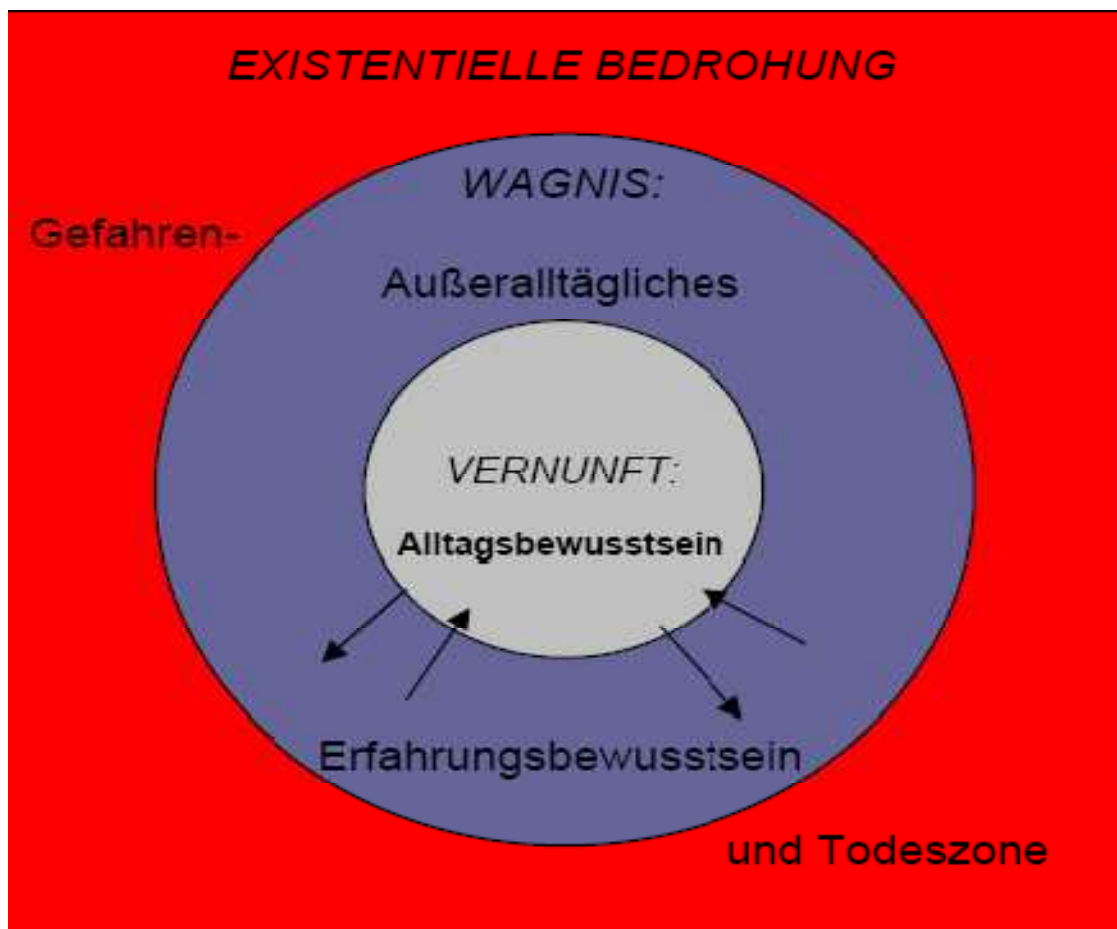 EXISTENTIELLE BEDROHUNG
WAGNIS:
Gefahren-
Außeralltägliches
VERNUNFT:
Alltagsbewusstsein
Erfahrungsbewusstsein
und Todeszone